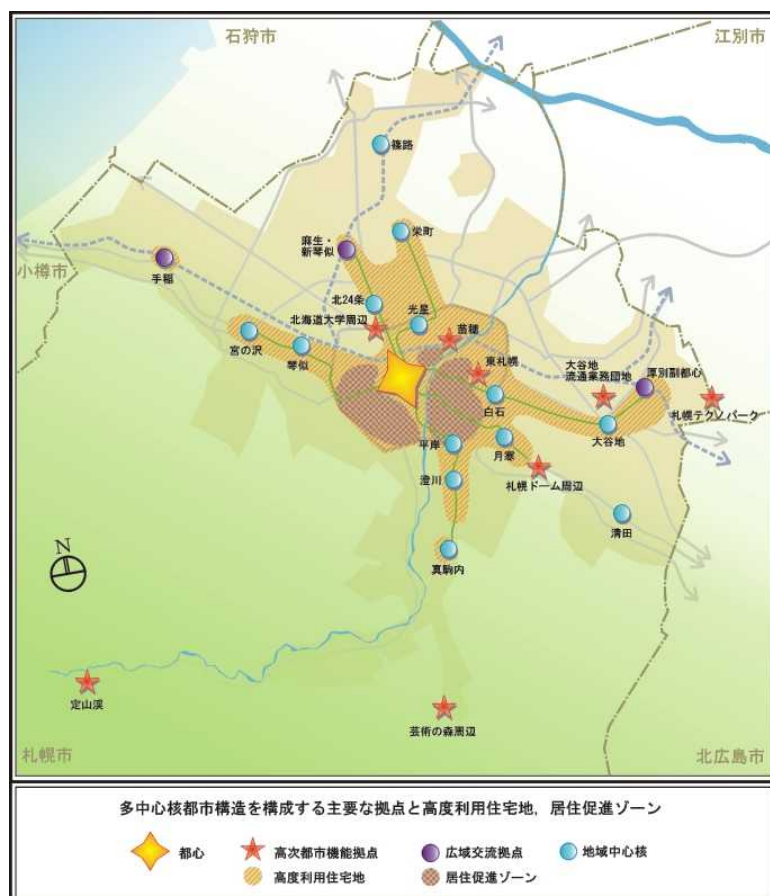 石狩市
江別市
篠路
栄町
麻生・
新琴似
小樽市
手稲
北24条
光星
北海道大学周辺
苗穂
宮の沢
琴似
東札幌
大谷地
流通業務団地
厚別副都心
白石
札幌テクノパーク
平岸
月寒
大谷地
澄川
札幌ドーム周辺
清田
N
真駒内
定山渓
芸術の森周辺
札幌市
北広島市
多中心核都市構造を構成する主要な拠点と高度利用住宅地，居住促進ゾーン
都心
高次都市機能拠点
広域交流拠点
地域中心核
高度利用住宅地
居住促進ゾーン